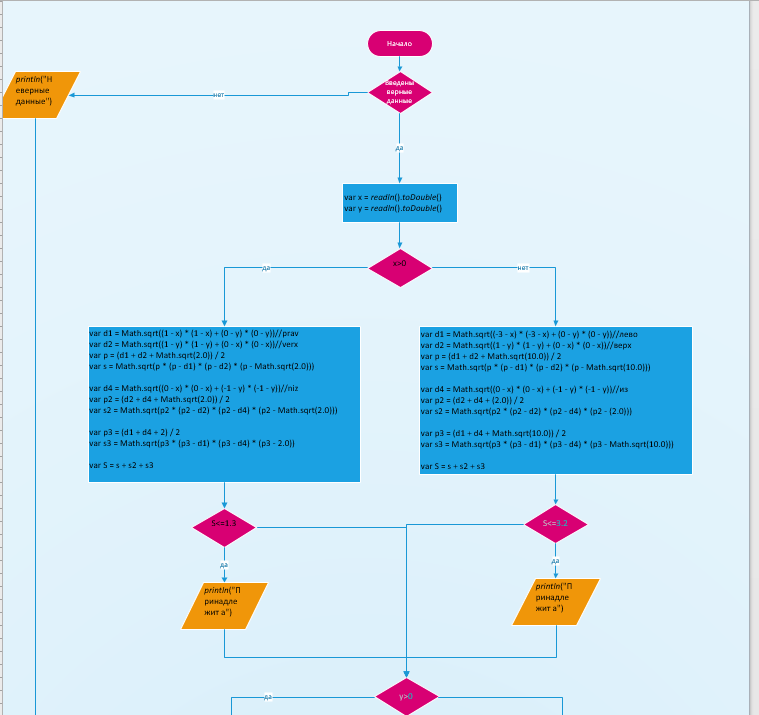 Начало
println("Н
еверные
данные")
Введены
верные
данные
нет
да
var x = readln().toDouble()
var y = readln().toDouble()
x>0
да
нет
var d1 = Math.sqrt((1 - x) * (1 - x) + (0 - y) * (0 - y))//prav
var d2 = Math.sqrt((1 - y) * (1 - y) + (0 - x) * (0 - x))//verx
var p = (d1 + d2 + Math.sqrt(2.0)) / 2
var s = Math.sqrt(p * (p - d1) * (p - d2) * (p - Math.sqrt(2.0)))
var d4 = Math.sqrt((0 - x) * (0 - x) + (-1 - y) * (-1 - y))//niz
var p2 = (d2 + d4 + Math.sqrt(2.0)) / 2
var s2 = Math.sqrt(p2 * (p2 - d2) * (p2 - d4) * (p2 - Math.sqrt(2.0)))
var p3 = (d1 + d4 + 2) / 2
var s3 = Math.sqrt(p3 * (p3 - d1) * (p3 - d4) * (p3 - 2.0))
var S = s + s2 + s3
var d1 = Math.sqrt((-3 - x) * (-3 - x) + (0 - y) * (0 - y))//лево
var d2 = Math.sqrt((1 - y) * (1 - y) + (0 - x) * (0 - x))//верх
var p = (d1 + d2 + Math.sqrt(10.0)) / 2
var s = Math.sqrt(p * (p - d1) * (p - d2) * (p - Math.sqrt(10.0)))
var d4 = Math.sqrt((0 - x) * (0 - x) + (-1 - y) * (-1 - y))//из
var p2 = (d2 + d4 + (2.0)) / 2
var s2 = Math.sqrt(p2 * (p2 - d2) * (p2 - d4) * (p2 - (2.0)))
var p3 = (d1 + d4 + Math.sqrt(10.0)) / 2
var s3 = Math.sqrt(p3 * (p3 - d1) * (p3 - d4) * (p3 - Math.sqrt(10.0)))
var S = s + s2 + s3
S<=1.3
S<=3.2
да
да
println("П
ринадле
жит а")
println("П
ринадле
жит а")
y>0
да